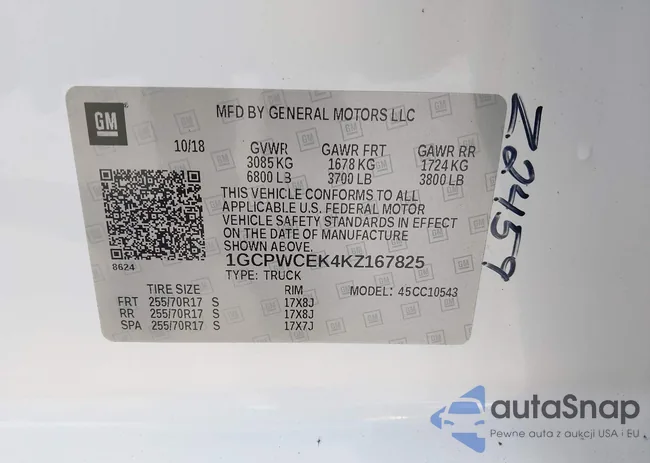 GM
MFD BY GENERAL MOTORS LLC
10/18 GVWR GAWR FRT GAWR RR
3085 KG 1678 KG 1724 KG
6800 LB 3700 LB 3800 LB
THIS VEHICLE CONFORMS TO ALL
APPLICABLE U.S. FEDERAL MOTOR
VEHICLE SAFETY STANDARDS IN EFFECT
ON THE DATE OF MANUFACTURE
SHOWN ABOVE.
8624
1GCPWCEK4KZ167825
TYPE: TRUCK
TIRE SIZE RIM MODEL: 45CC10543
FRT 255/70R17 S 17X8J
RR 255/70R17 S 17X8J
SPA 255/70R17 S 17X7J
autaSnap
Pewne auta z aukcji USA i EU